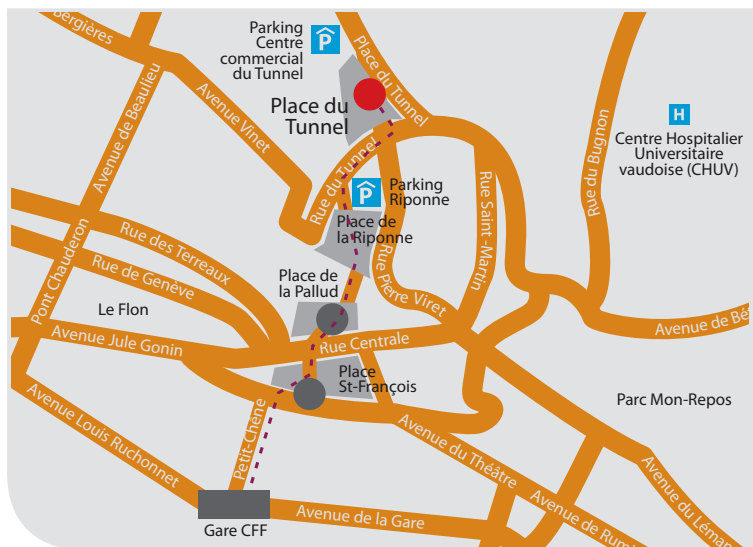 Bergières
Avenue de Beaulieu
Avenue Vinet
Parking
Centre
commercial
du Tunnel
P
Place du Tunnel
Place du
Tunnel
Rue du Tunnel
P
Parking
Riponne
Place de
la Riponne
Rue Saint-Martin
Rue du Bugnon
H
Centre Hospitalier
Universitaire
vaudoise (CHUV)
Rue des Terreaux
Rue de Genève
Pont Chauderon
Place de
la Pallud
Rue Pierre Viret
Le Flon
Avenue Jule Gonin
Rue Centrale
Avenue de Bé
Place
St-François
Parc Mon-Repos
Avenue Louis Ruchonnet
Petit-Chêne
Avenue du Théâtre
Avenue de Rumi
Avenue du Léman
Avenue de la Gare
Gare CFF